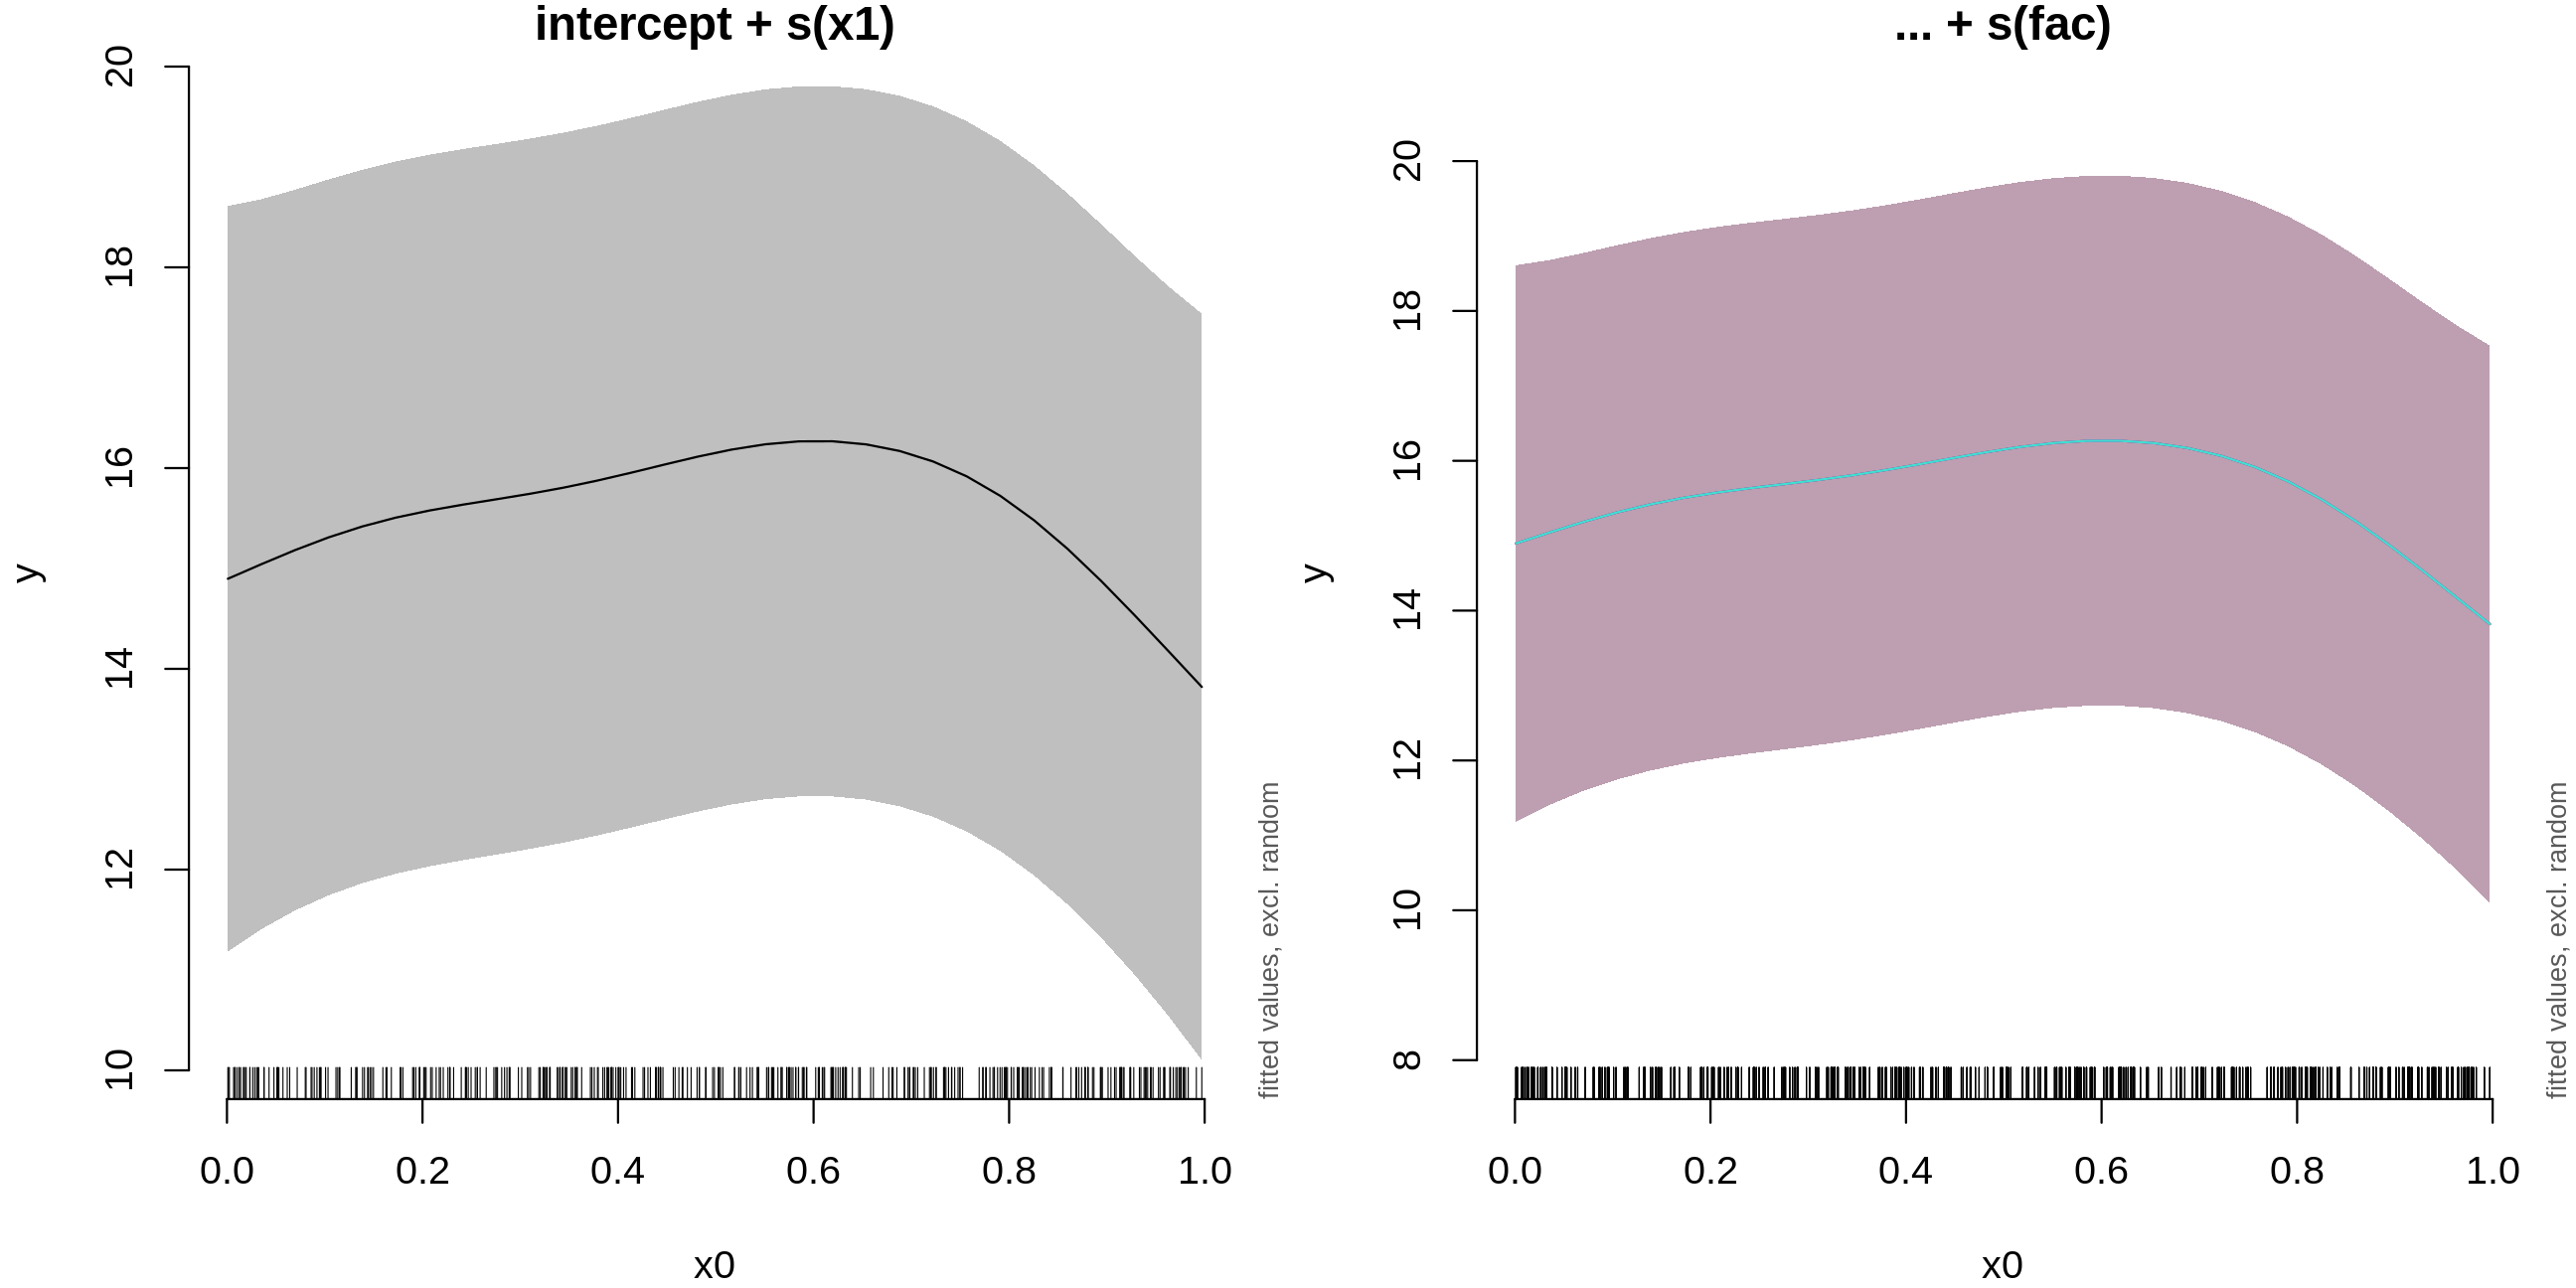 intercept + s(x1)
20
18
16
14
12
10
y
0.0 0.2 0.4 0.6 0.8 1.0
x0
fitted values, excl. random
... + s(fac)
20
18
16
14
12
10
8
y
0.0 0.2 0.4 0.6 0.8 1.0
x0
fitted values, excl. random